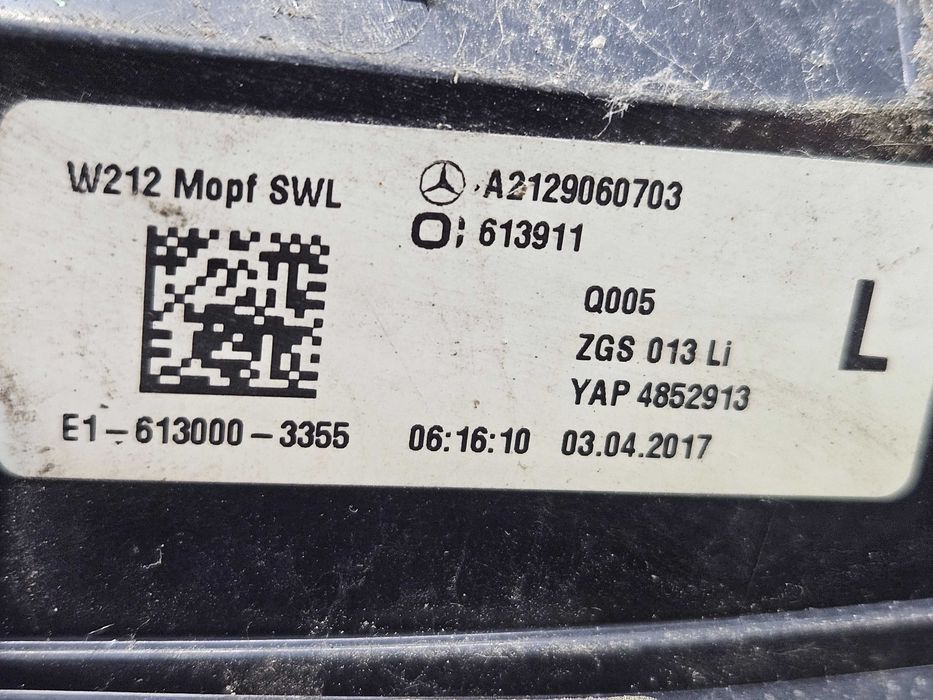 W212 Mopf SWL
A2129060703
O; 613911
Q005
ZGS 013 Li
YAP 4852913
L
E1-613000-3355 06:16:10 03.04.2017